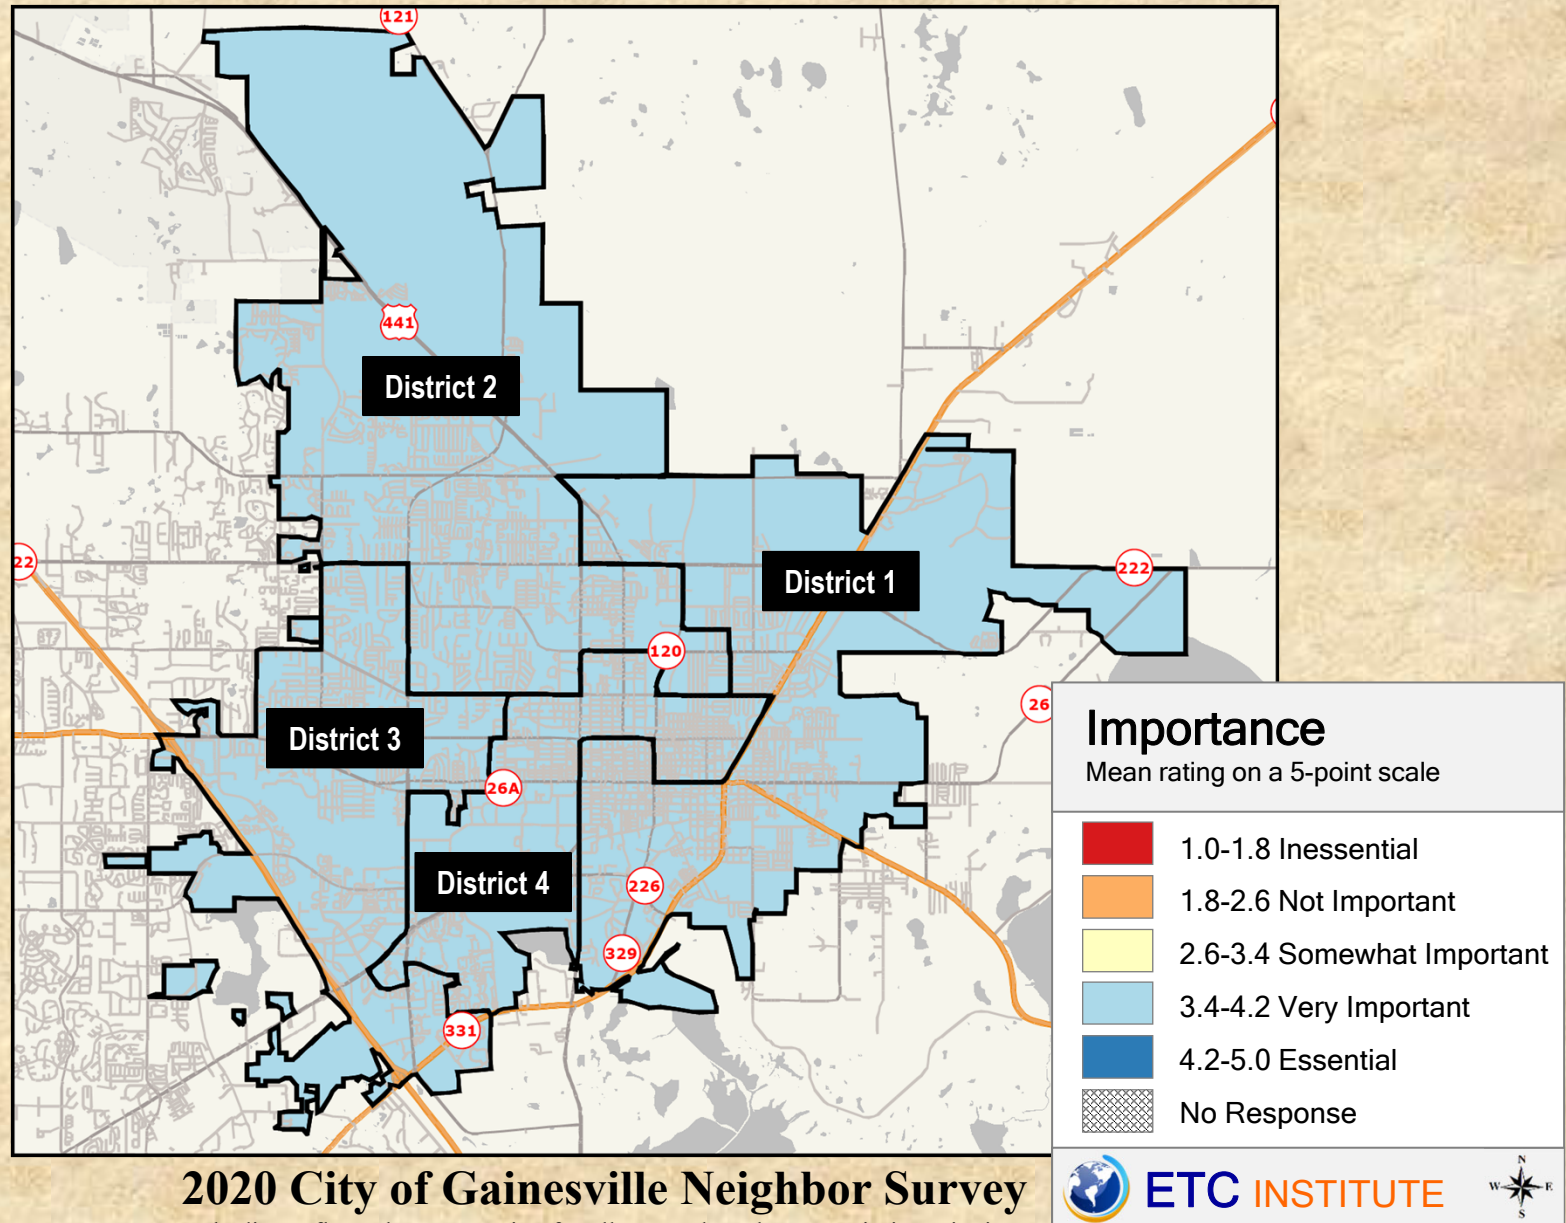 121
441
District 2
22
District 1
222
120
26
District 3
26A
District 4
226
329
331
Importance
Mean rating on a 5-point scale
1.0-1.8 Inessential
1.8-2.6 Not Important
2.6-3.4 Somewhat Important
3.4-4.2 Very Important
4.2-5.0 Essential
No Response
ETC INSTITUTE
N
W E
S
2020 City of Gainesville Neighbor Survey